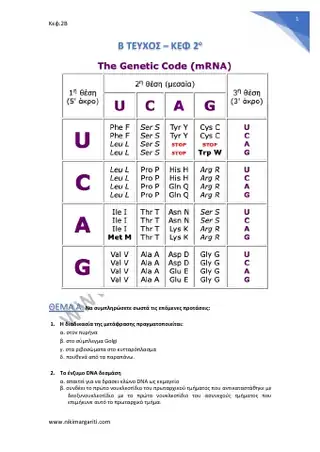 Κεφ.2Β
1
Β ΤΕΥΧΟΣ – ΚΕΦ 2º
The Genetic Code (mRNA)
1η θέση (5' άκρο)
2η θέση (μεσαία)
3η θέση (3' άκρο)
U C A G
U
Phe F Ser S Tyr Y Cys C U
Phe F Ser S Tyr Y Cys C C
Leu L Ser S STOP STOP A
Leu L Ser S STOP Trp W G
C
Leu L Pro P His H Arg R U
Leu L Pro P His H Arg R C
Leu L Pro P Gln Q Arg R A
Leu L Pro P Gln Q Arg R G
A
Ile I Thr T Asn N Ser S U
Ile I Thr T Asn N Ser S C
Ile I Thr T Lys K Arg R A
Met M Thr T Lys K Arg R G
G
Val V Ala A Asp D Gly G U
Val V Ala A Asp D Gly G C
Val V Ala A Glu E Gly G A
Val V Ala A Glu E Gly G G
ΘΕΜΑ Α. Να συμπληρώσετε σωστά τις επόμενες προτάσεις:
1. Η διαδικασία της μετάφρασης πραγματοποιείται:
α. στον πυρήνα
β. στο σύμπλεγμα Golgi
γ. στα ριβοσώματα στο κυτταρόπλασμα
δ. πουθενά από τα παραπάνω.
2. Το ένζυμο DNA δεσμάση
α. απαιτεί για να δράσει κλώνο DNA ως εκμαγείο
β. συνδέει το πρώτο νουκλεοτίδιο του πρωταρχικού τμήματος που αντικαταστάθηκε με
δεοξυνουκλεοτίδια με το πρώτο νουκλεοτίδιο του ασυνεχούς τμήματος που
επιμήκυνε αυτό το πρωταρχικό τμήμα.
www.nikimargariti.com